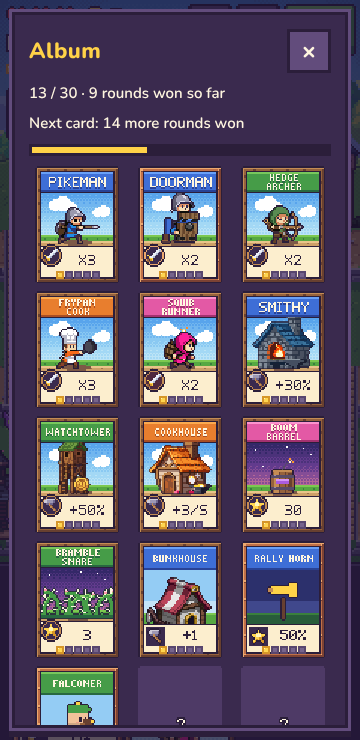 Album
×
13 / 30 · 9 rounds won so far
Next card: 14 more rounds won
PIKEMAN
DOORMAN
HEDGE
ARCHER
X3
X2
X2
FRYPAN
COOK
SQUIB
RUNNER
SMITHY
X3
X2
+30%
WATCHTOWER
COOKHOUSE
BOOM
BARREL
+50%
+3/S
30
BRAMBLE
SNARE
BUNKHOUSE
RALLY HORN
3
+1
50%
FALCONER
?
?